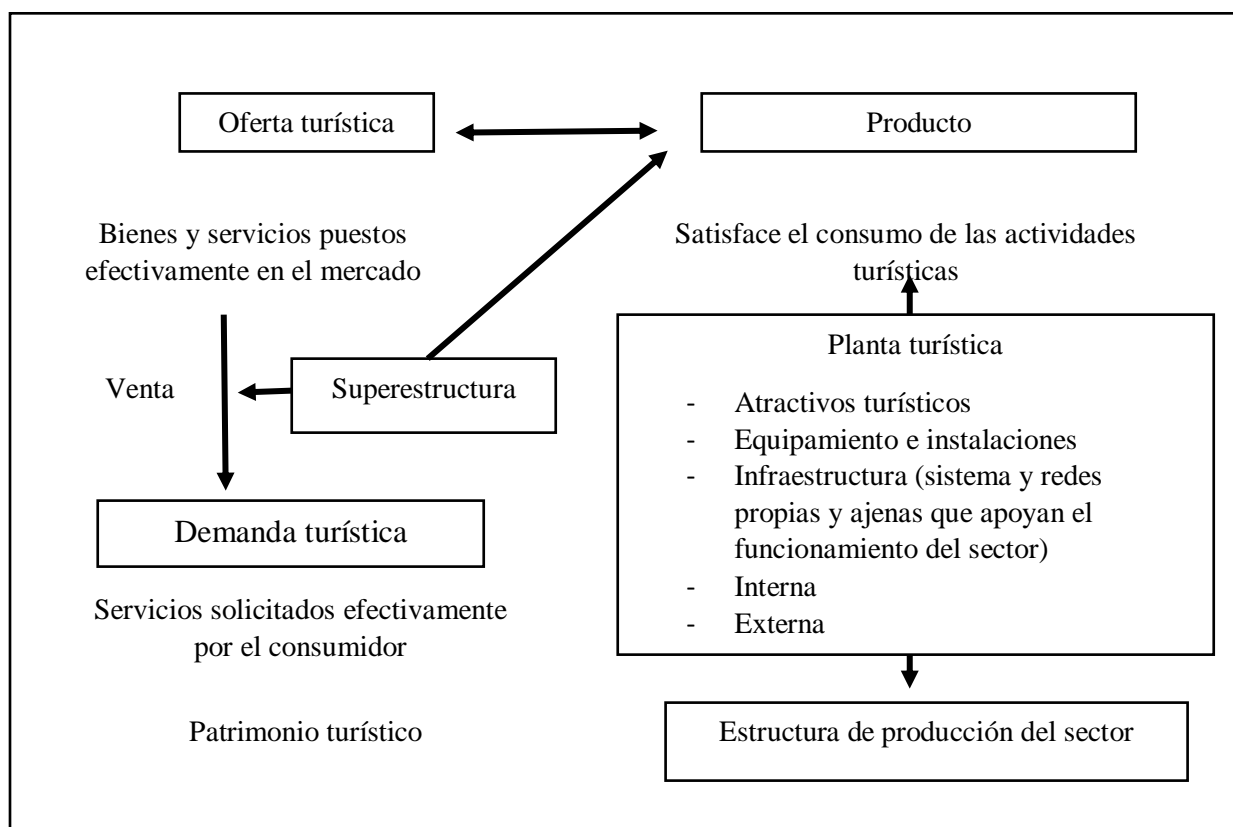 Oferta turística
Producto
Bienes y servicios puestos
efectivamente en el mercado
Satisface el consumo de las actividades
turísticas
Venta
Superestructura
Planta turística
- Atractivos turísticos
- Equipamiento e instalaciones
- Infraestructura (sistema y redes
propias y ajenas que apoyan el
funcionamiento del sector)
- Interna
- Externa
Demanda turística
Servicios solicitados efectivamente
por el consumidor
Patrimonio turístico
Estructura de producción del sector